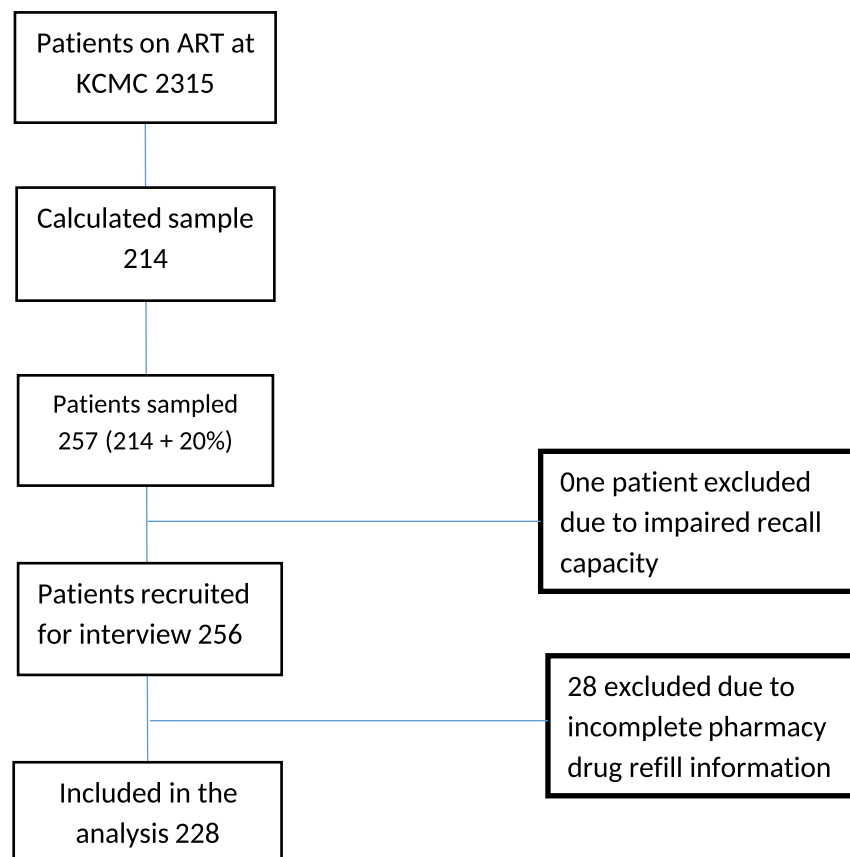 Patients on ART at
KCMC 2315
Calculated sample
214
Patients sampled
257 (214 + 20%)
0ne patient excluded
due to impaired recall
capacity
Patients recruited
for interview 256
28 excluded due to
incomplete pharmacy
drug refill information
Included in the
analysis 228